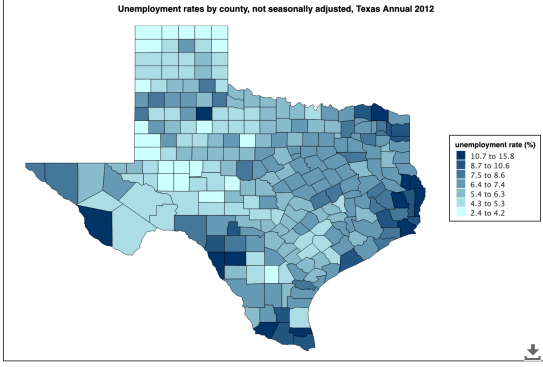 Unemployment rates by county, not seasonally adjusted, Texas Annual 2012
unemployment rate (%)
10.7 to 15.8
8.7 to 10.6
7.5 to 8.6
6.4 to 7.4
5.4 to 6.3
4.3 to 5.3
2.4 to 4.2